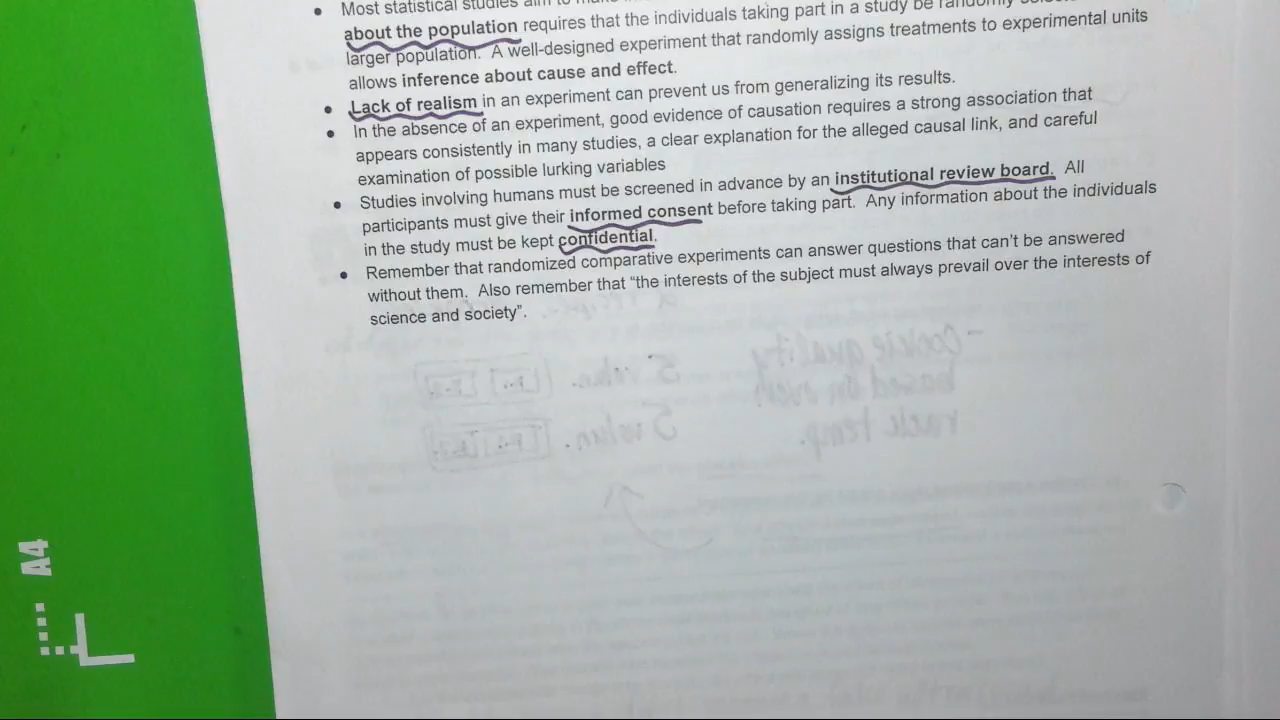 Most statistical studies aim to make
about the population requires that the individuals taking part in a study be randomly
larger population. A well-designed experiment that randomly assigns treatments to experimental units
allows inference about cause and effect.
Lack of realism in an experiment can prevent us from generalizing its results.
In the absence of an experiment, good evidence of causation requires a strong association that
appears consistently in many studies, a clear explanation for the alleged causal link, and careful
examination of possible lurking variables
Studies involving humans must be screened in advance by an institutional review board. All
participants must give their informed consent before taking part. Any information about the individuals
in the study must be kept confidential.
Remember that randomized comparative experiments can answer questions that can't be answered
without them. Also remember that "the interests of the subject must always prevail over the interests of
science and society".
A4